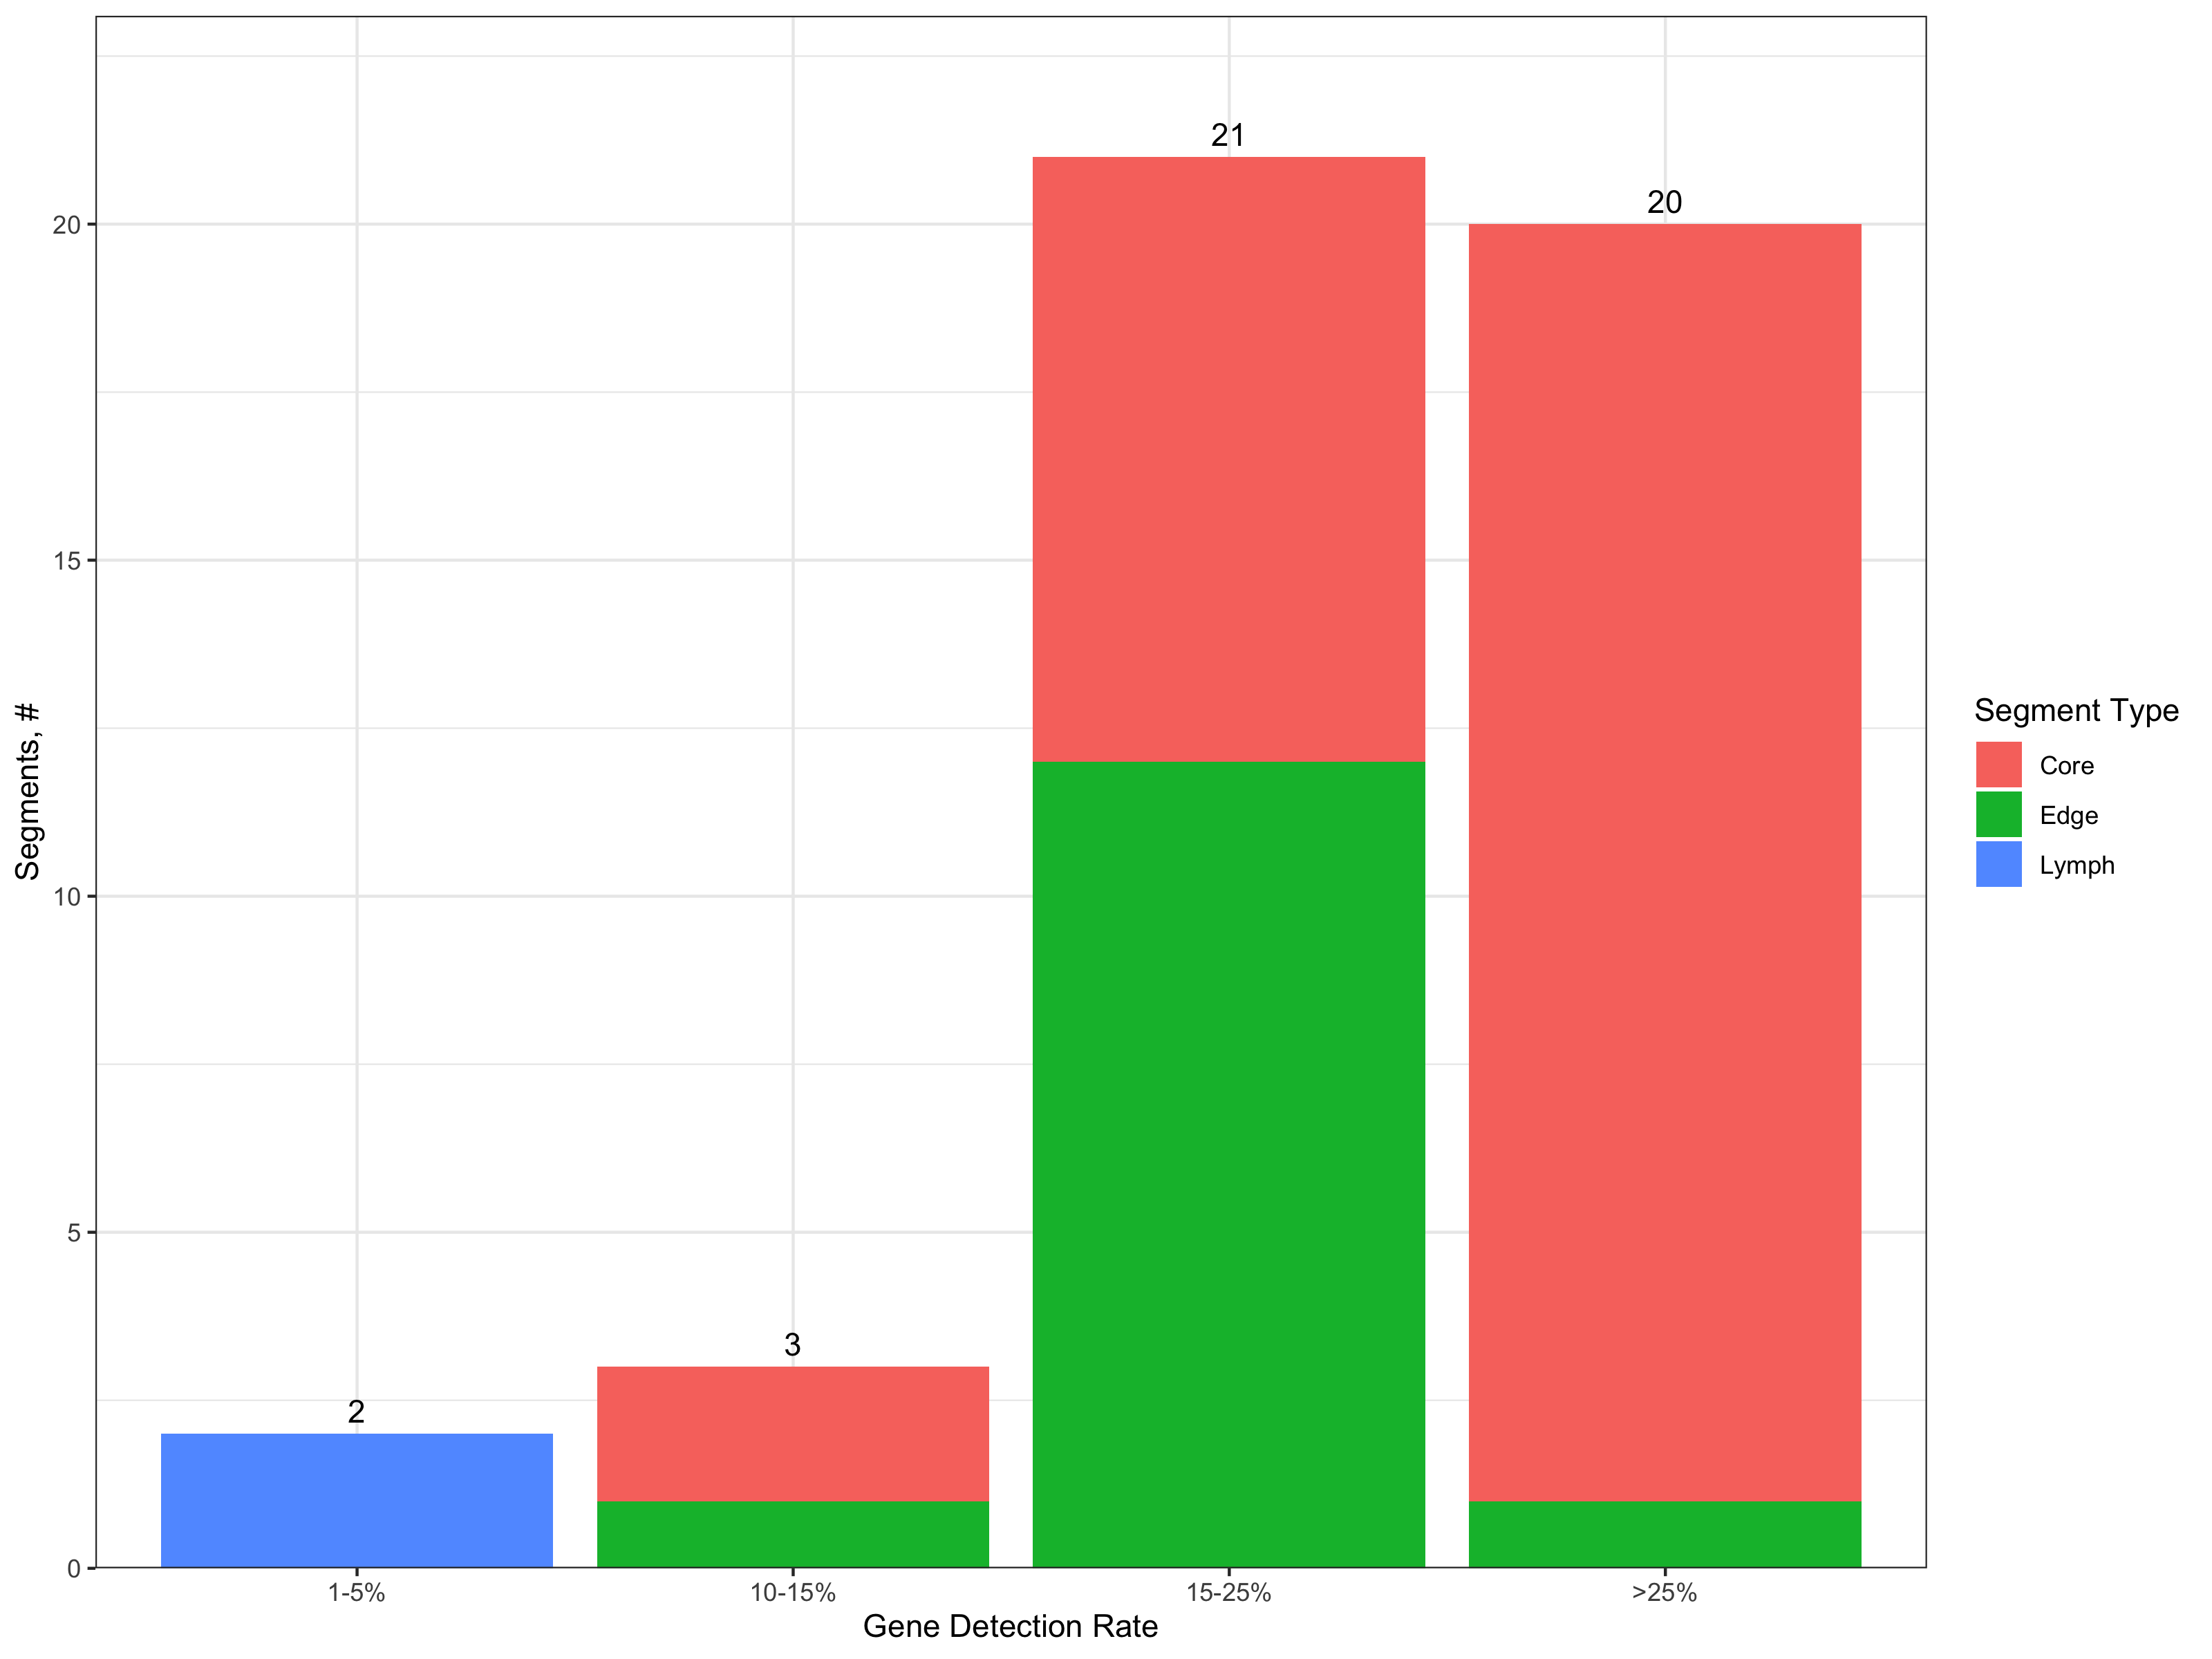 21
20
3
2
Segments, #
20
15
10
5
0
1-5%
10-15%
15-25%
>25%
Gene Detection Rate
Segment Type
Core
Edge
Lymph